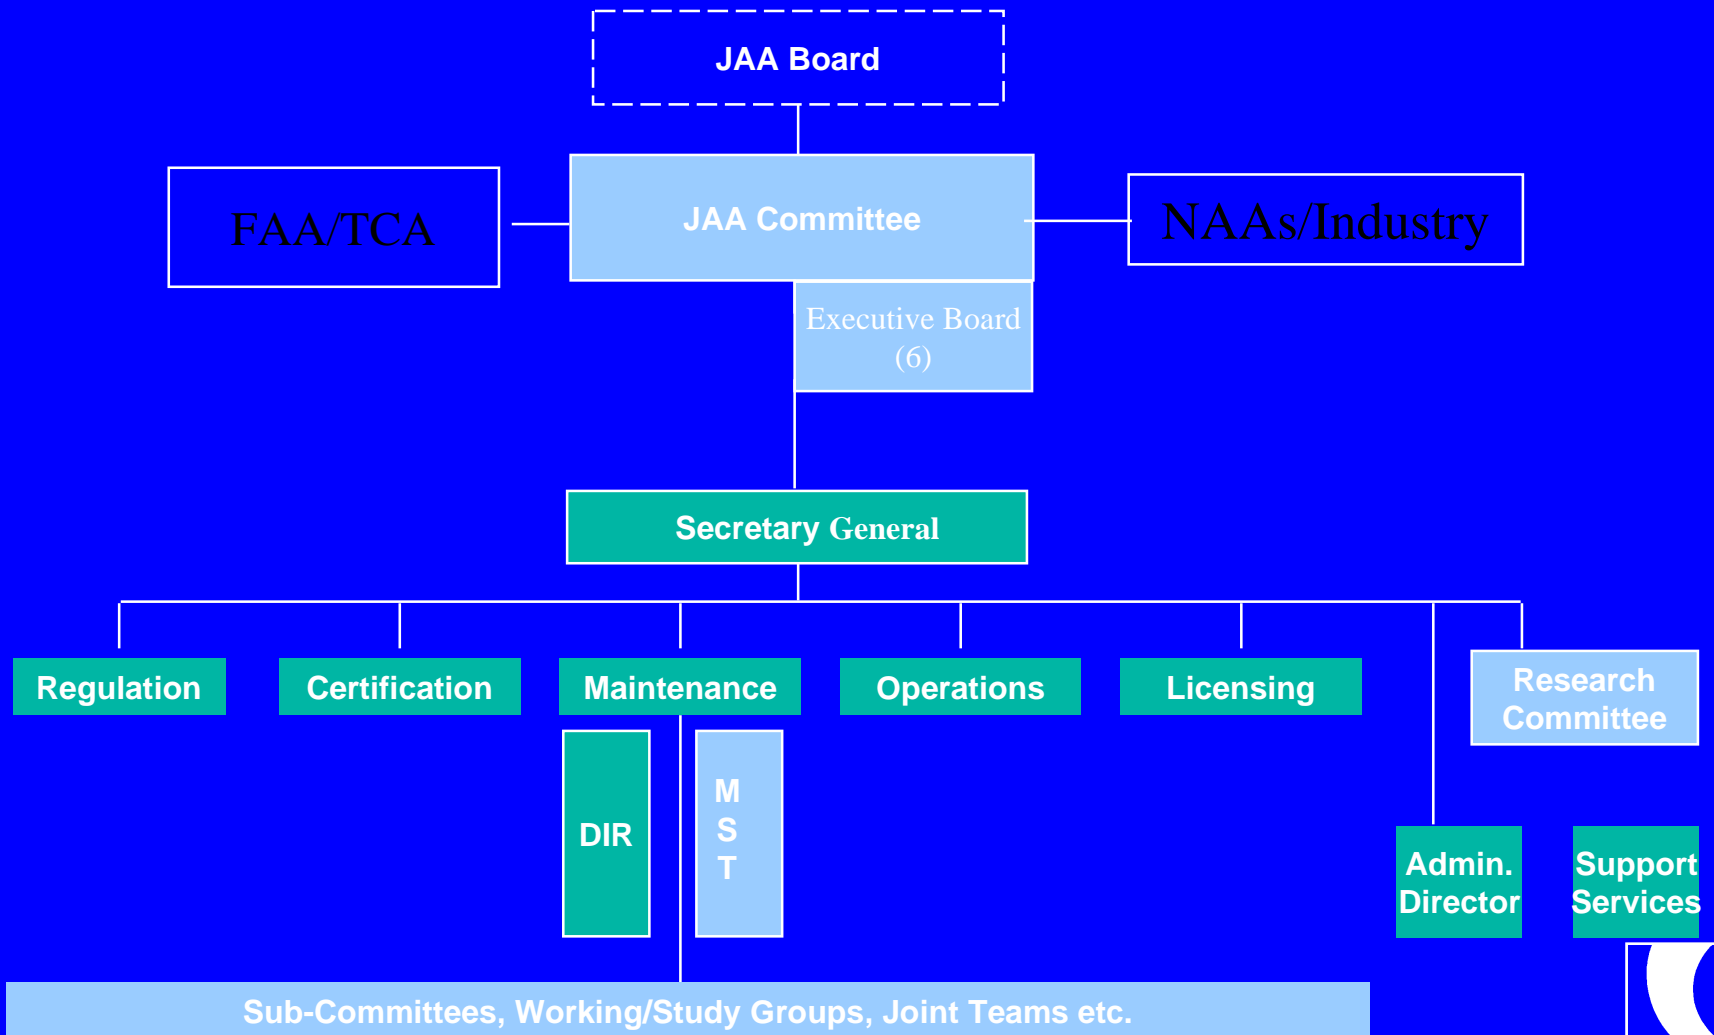 JAA Board
FAA/TCA
JAA Committee
NAAs/Industry
Executive Board
(6)
Secretary General
Regulation
Certification
Maintenance
Operations
Licensing
Research
Committee
DIR
M
S
T
Admin.
Director
Support
Services
Sub-Committees, Working/Study Groups, Joint Teams etc.